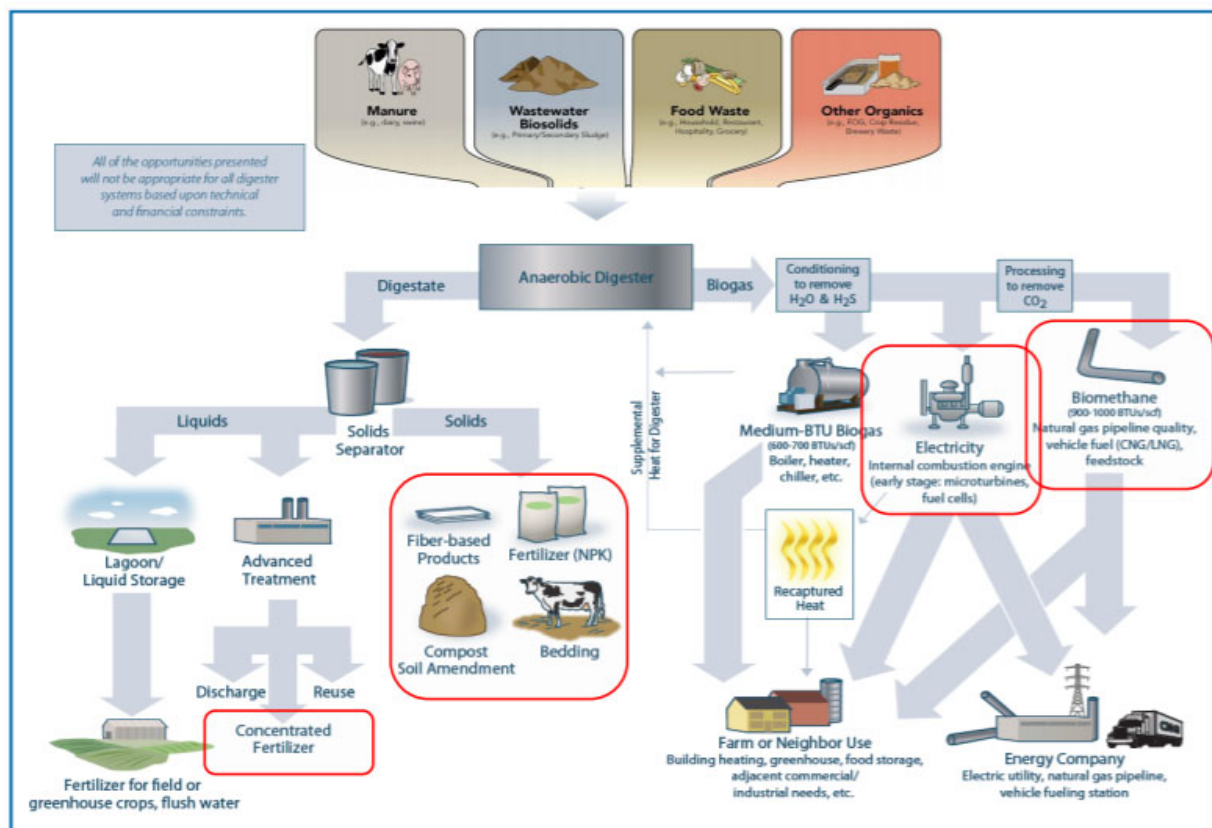 Manure
(e.g., dairy, swine)
Wastewater
Biosolids
(e.g., Primary/Secondary Sludge)
Food Waste
(e.g., Household, Restaurant,
Hospitality, Grocery)
Other Organics
(e.g., FOG, Crop Residue,
Brewery Waste)
All of the opportunities presented
will not be appropriate for all digester
systems based upon technical
and financial constraints.
Digestate
Anaerobic Digester
Biogas
Conditioning
to remove
H2O & H2S
Processing
to remove
CO2
Liquids
Solids
Separator
Solids
Supplemental
Heat for Digester
Medium-BTU Biogas
(600-700 BTUs/scf)
Boiler, heater,
chiller, etc.
Electricity
Internal combustion engine
(early stage: microturbines,
fuel cells)
Biomethane
(900-1000 BTUs/scf)
Natural gas pipeline quality,
vehicle fuel (CNG/LNG),
feedstock
Lagoon/
Liquid Storage
Advanced
Treatment
Fiber-based
Products
Fertilizer (NPK)
Compost
Soil Amendment
Bedding
Recaptured
Heat
Discharge
Reuse
Concentrated
Fertilizer
Fertilizer for field or
greenhouse crops, flush water
Farm or Neighbor Use
Building heating, greenhouse, food storage,
adjacent commercial/
industrial needs, etc.
Energy Company
Electric utility, natural gas pipeline,
vehicle fueling station